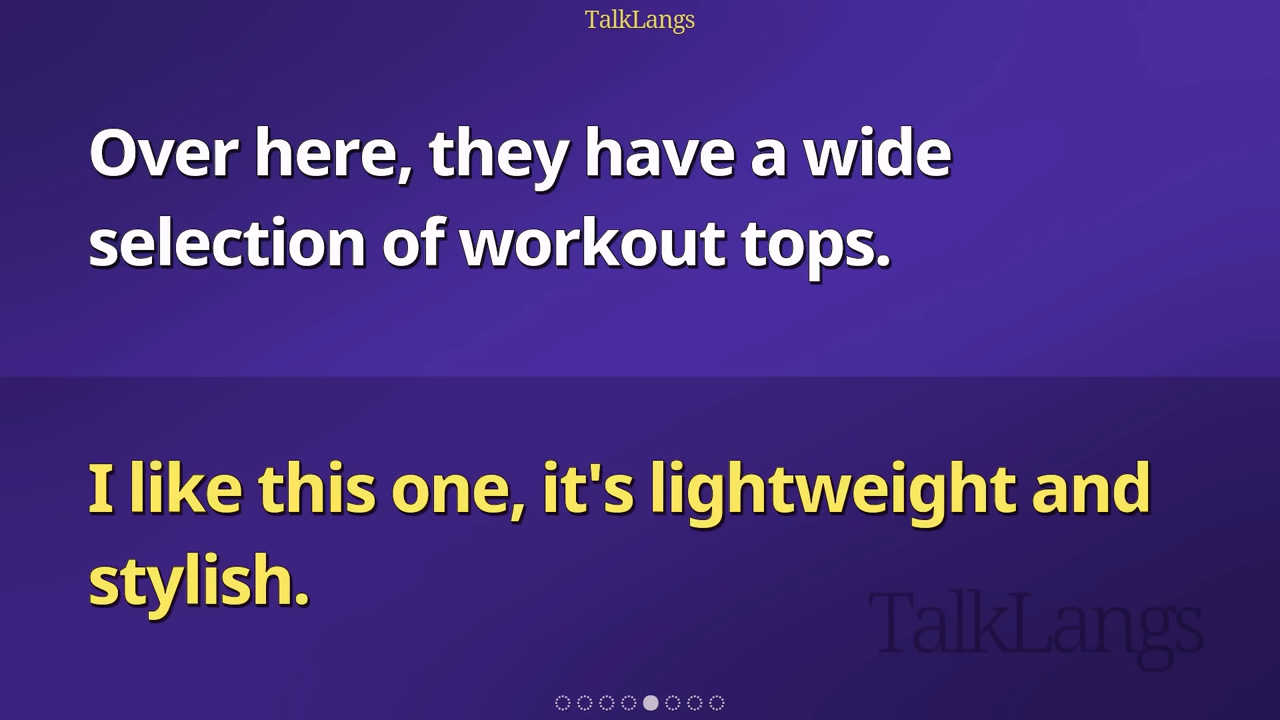 TalkLangs
Over here, they have a wide
selection of workout tops.
I like this one, it's lightweight and
stylish.
TalkLangs